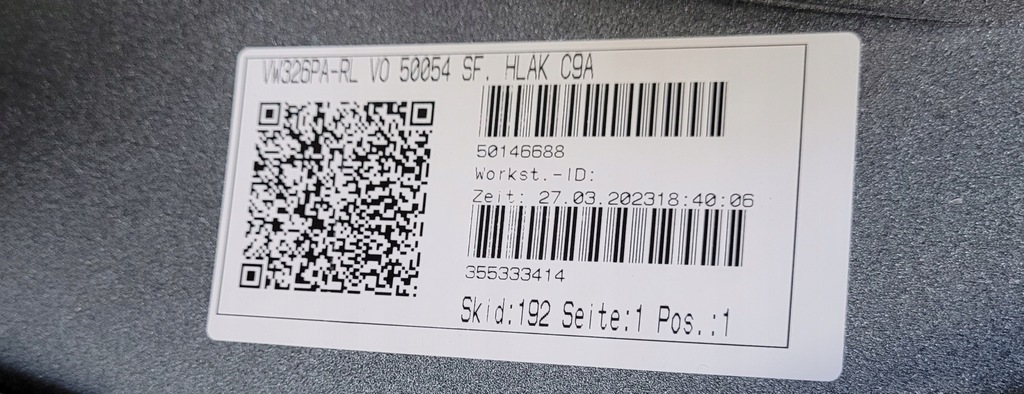 VW326PA-RL VO 50054 SF. HLAK C9A
50146688
Workst.-ID:
Zeit: 27.03.202318:40:06
355333414
Skid:192 Seite:1 Pos.:1